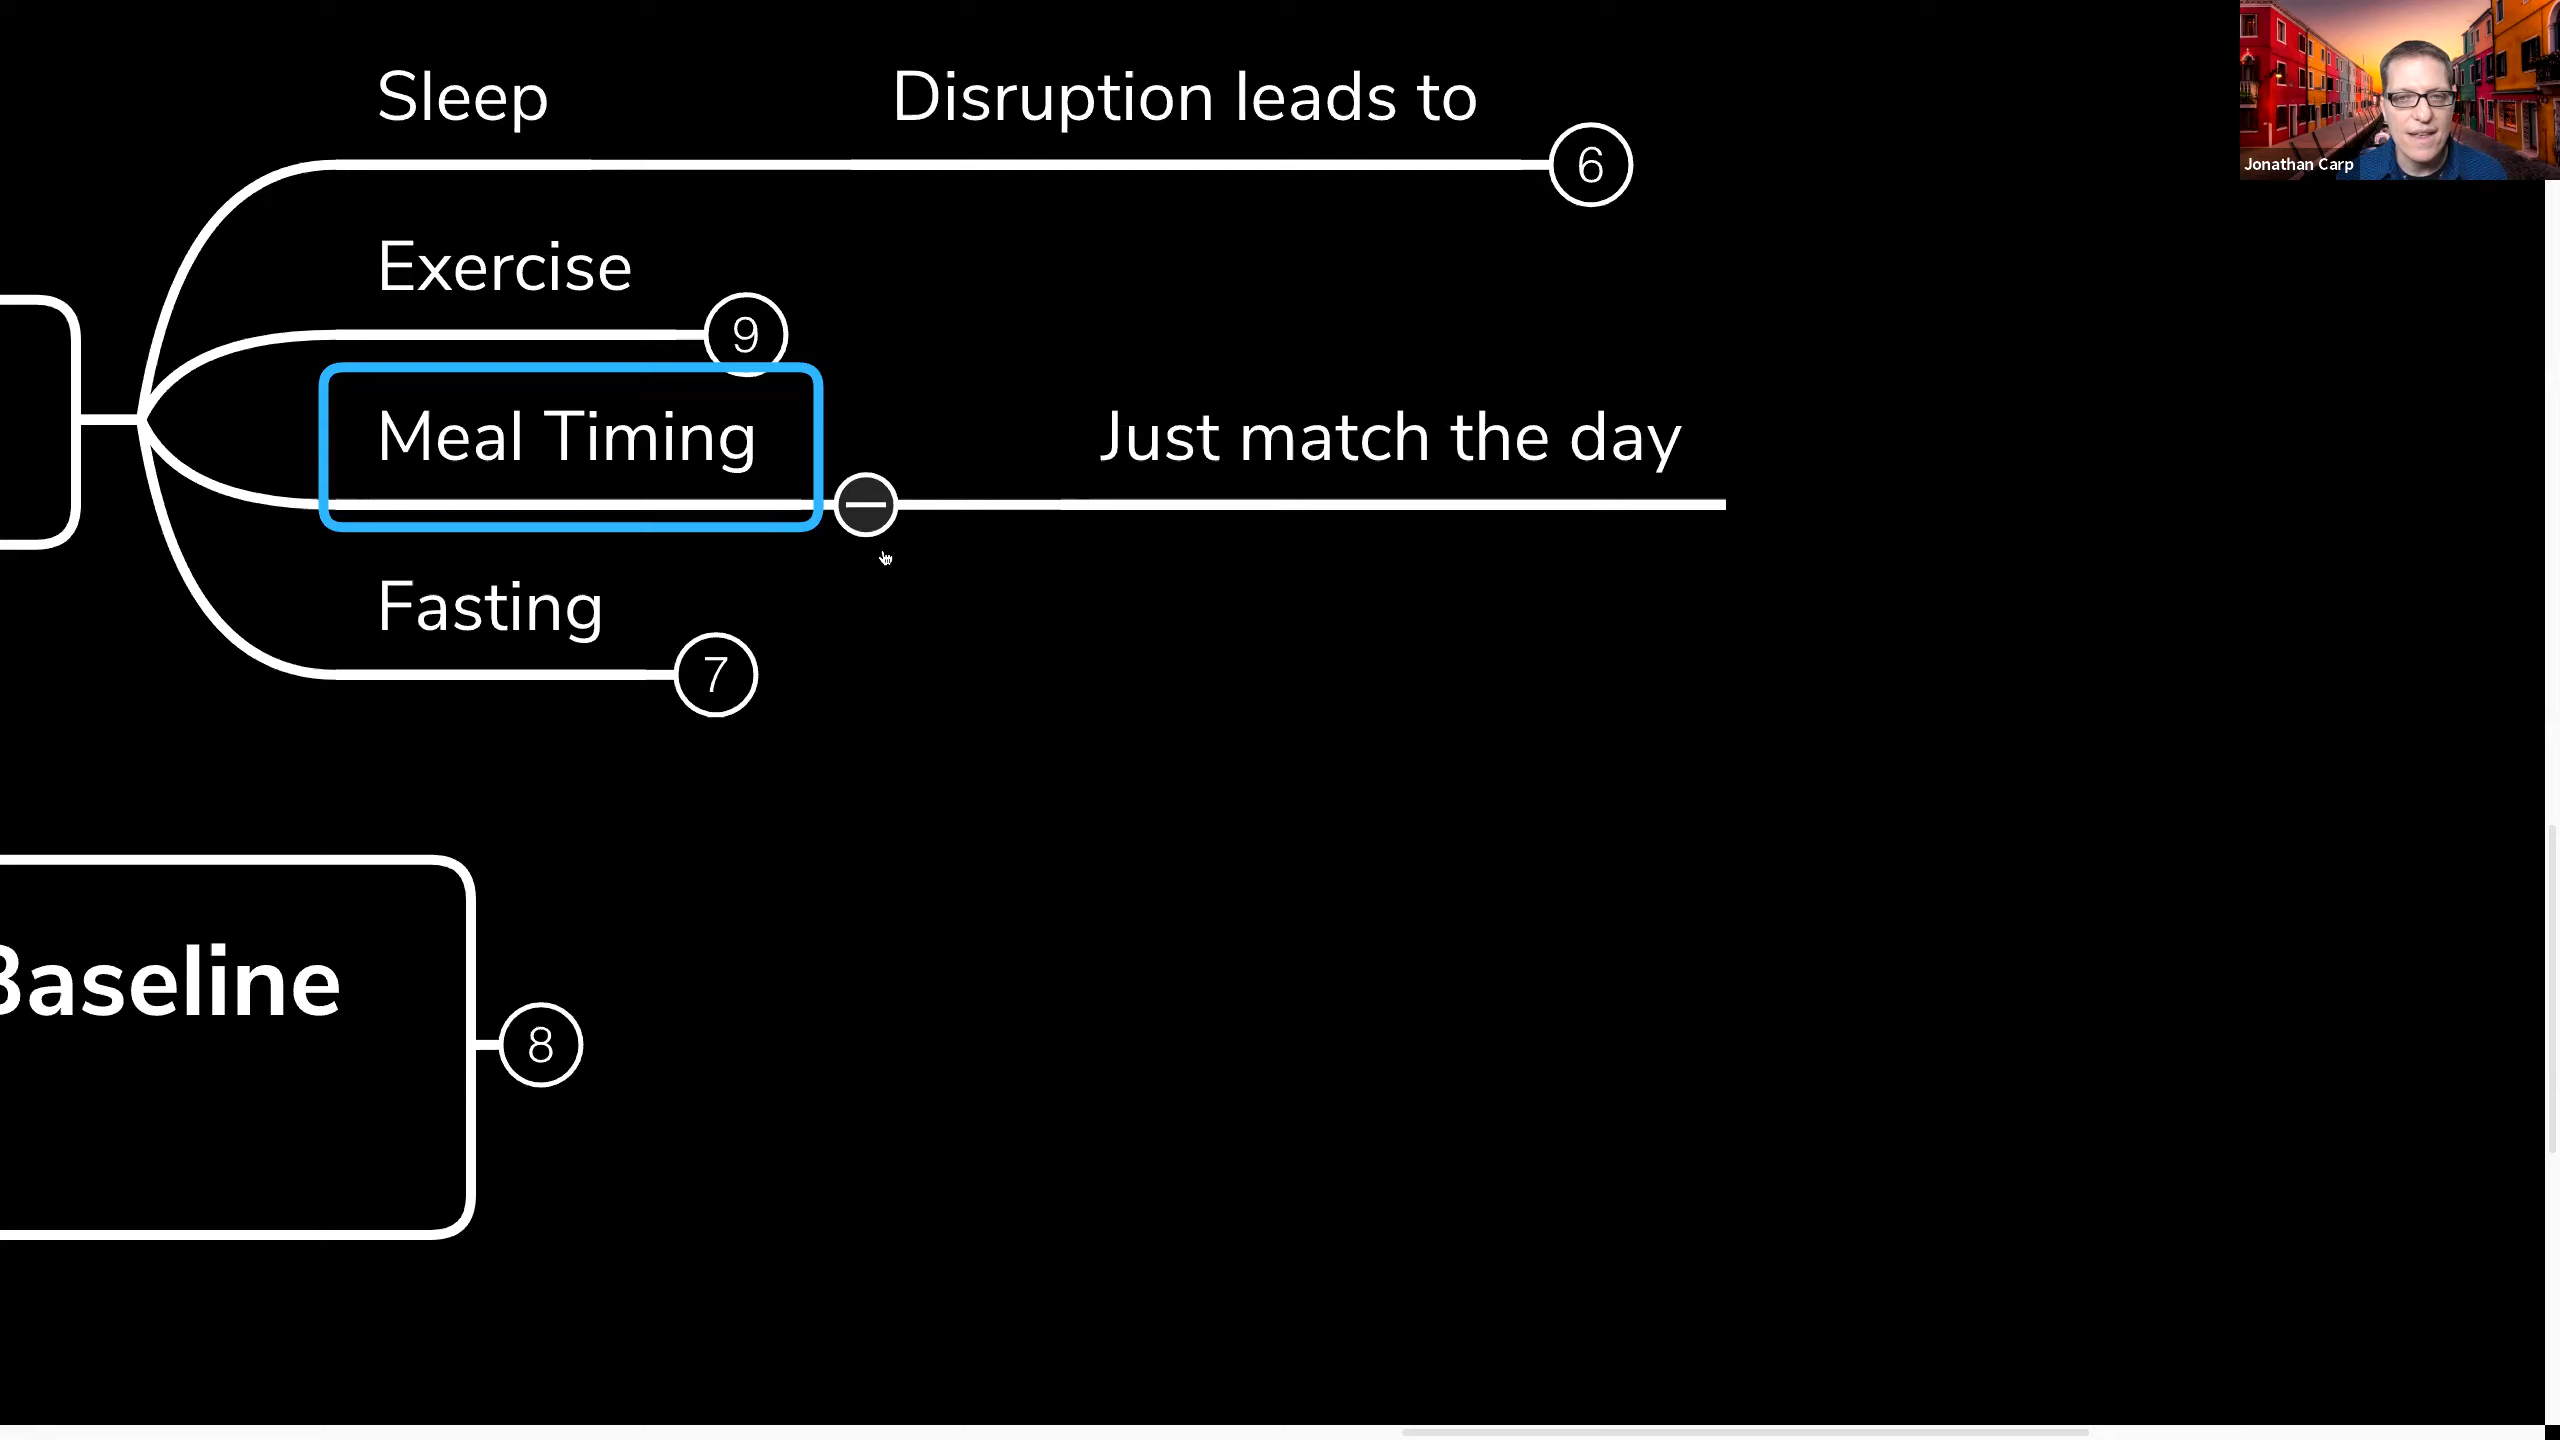 Sleep
Disruption leads to
6
Jonathan Carp
Exercise
9
Meal Timing
Just match the day
Fasting
7
Baseline
8